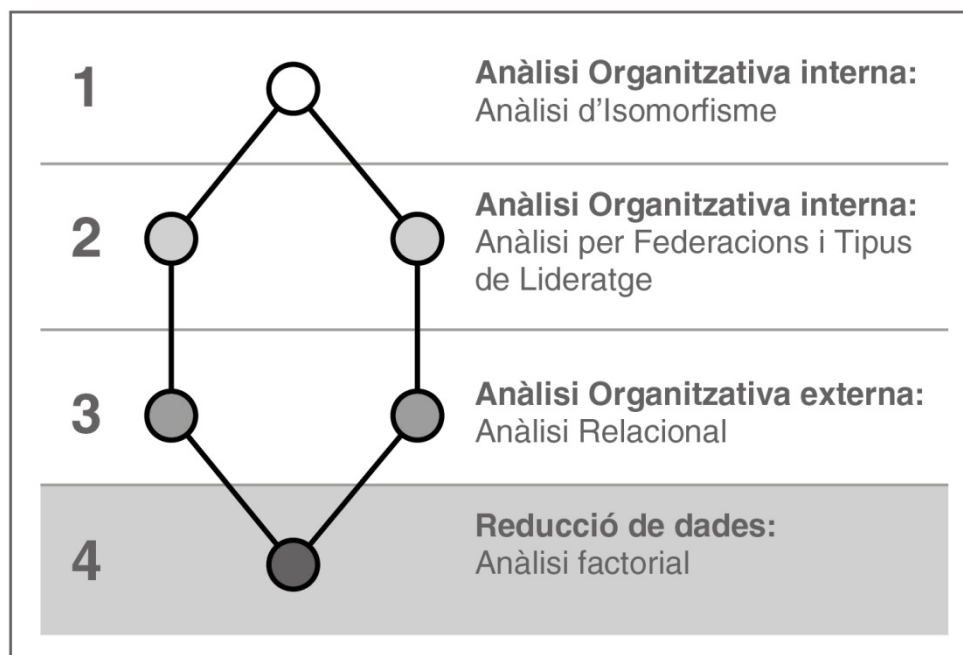 1
Anàlisi Organitzativa interna:
Anàlisi d'Isomorfisme
2
Anàlisi Organitzativa interna:
Anàlisi per Federacions i Tipus
de Lideratge
3
Anàlisi Organitzativa externa:
Anàlisi Relacional
4
Reducció de dades:
Anàlisi factorial